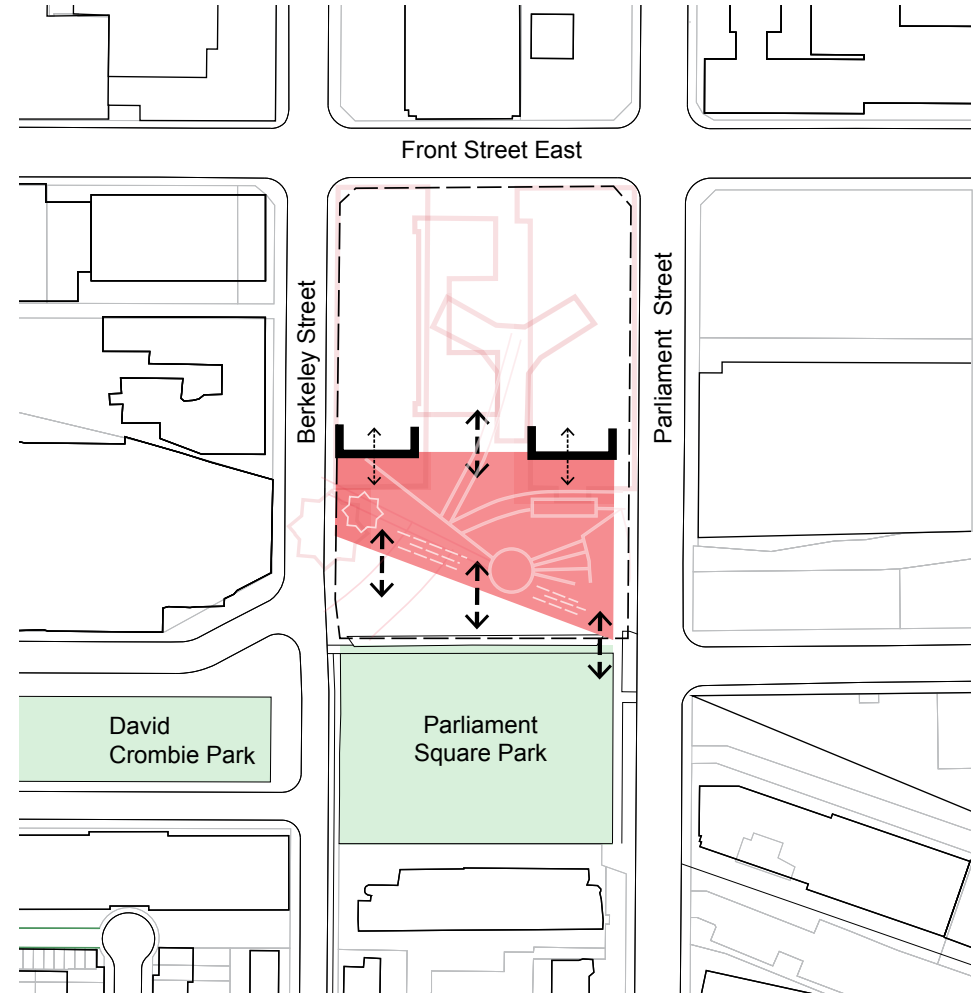 Front Street East
Berkeley Street
Parliament Street
David
Crombie Park
Parliament
Square Park